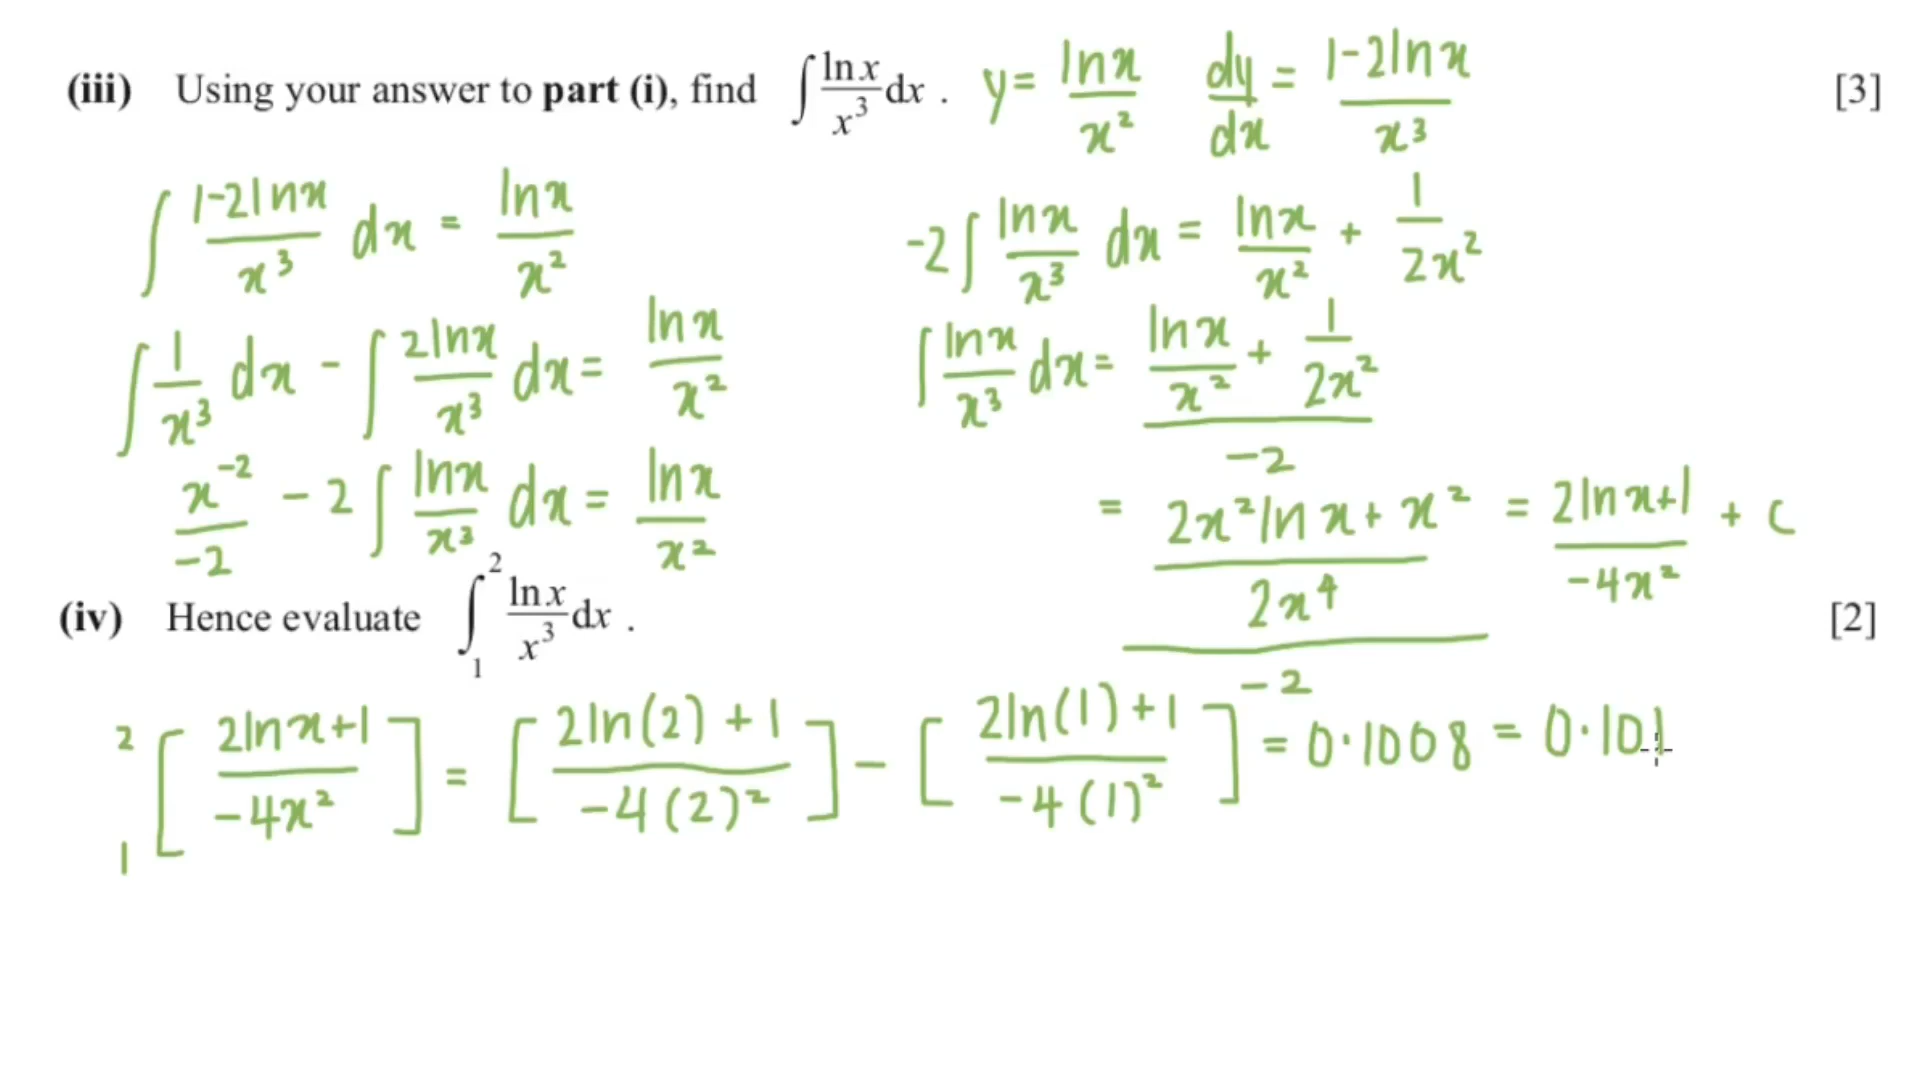 (iii) Using your answer to part (i), find ∫ ln x / x³ dx . y = ln x / x² dy/dx = (1-2ln x) / x³ [3]
∫ (1-2ln x) / x³ dx = ln x / x²
∫ 1/x³ dx - ∫ 2ln x / x³ dx = ln x / x²
x⁻² / -2 - 2 ∫ ln x / x³ dx = ln x / x²
-2 ∫ ln x / x³ dx = ln x / x² + 1 / 2x²
∫ ln x / x³ dx = (ln x / x² + 1 / 2x²) / -2
= ((2x² ln x + x²) / 2x⁴) / -2 = (2ln x+1) / -4x² + c
(iv) Hence evaluate ∫₁² ln x / x³ dx . [2]
₁²[ (2ln x+1) / -4x² ] = [ (2ln(2) + 1) / -4(2)² ] - [ (2ln(1)+1) / -4(1)² ] = 0.1008 = 0.101